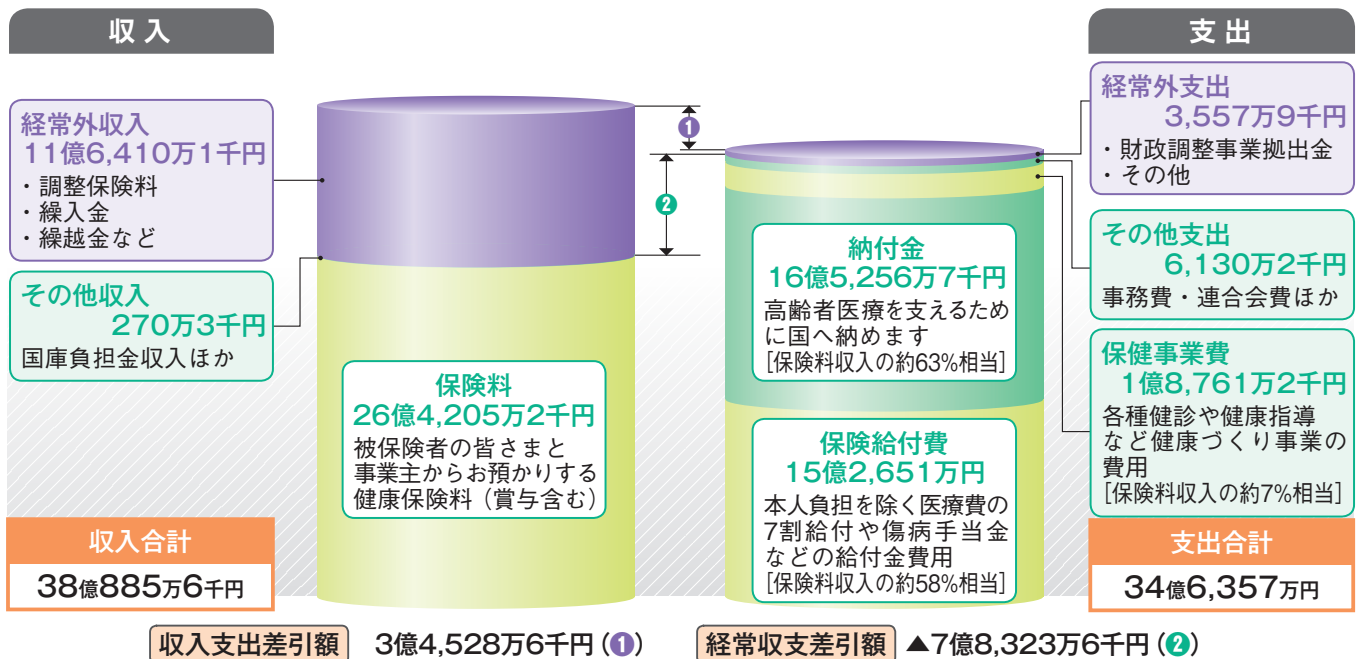 収入
経常外収入
11億6,410万1千円
・調整保険料
・繰入金
・繰越金など
その他収入
270万3千円
国庫負担金収入ほか
保険料
26億4,205万2千円
被保険者の皆さまと
事業主からお預かりする
健康保険料（賞与含む）
収入合計
38億885万6千円
❶
❷
支出
経常外支出
3,557万9千円
・財政調整事業拠出金
・その他
その他支出
6,130万2千円
事務費・連合会費ほか
保健事業費
1億8,761万2千円
各種健診や健康指導
など健康づくり事業の
費用
[保険料収入の約7%相当]
納付金
16億5,256万7千円
高齢者医療を支えるため
に国へ納めます
[保険料収入の約63%相当]
保険給付費
15億2,651万円
本人負担を除く医療費の
7割給付や傷病手当金
などの給付金費用
[保険料収入の約58%相当]
支出合計
34億6,357万円
収入支出差引額 3億4,528万6千円(❶)
経常収支差引額 ▲7億8,323万6千円(❷)